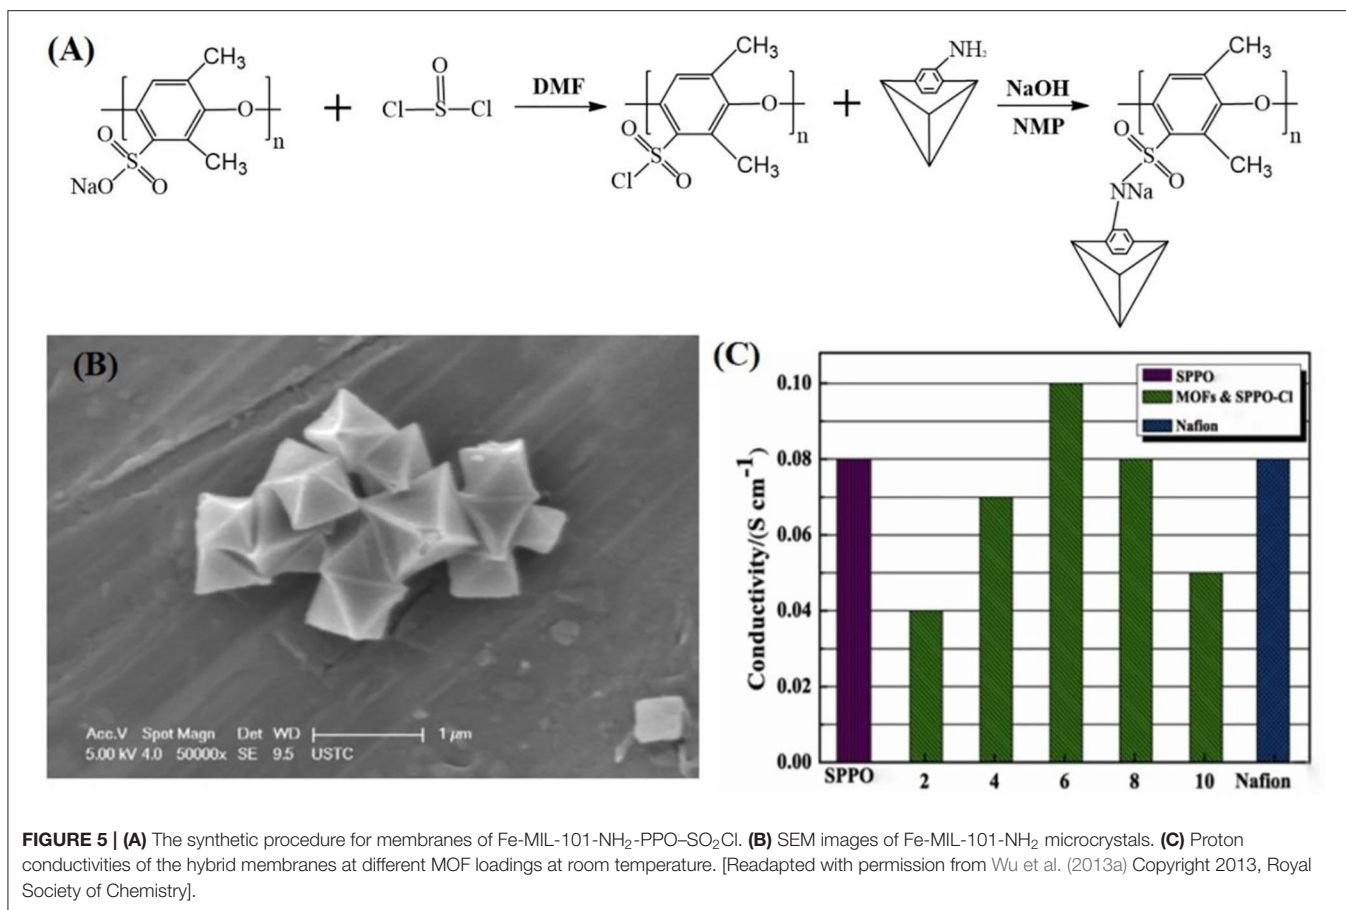 (A)
CH₃
O
n
CH₃
O
S
O
NaO
+
O
Cl
S
Cl
DMF
CH₃
O
n
CH₃
O
S
O
Cl
+
NH₂
NaOH
NMP
CH₃
O
n
CH₃
O
S
O
NNa
(B)
Acc.V Spot Magn Det WD 1 µm
5.00 kV 4.0 50000x SE 9.5 USTC
(C)
Conductivity/(S cm⁻¹)
0.10
0.08
0.06
0.04
0.02
0.00
SPPO
MOFs & SPPO-Cl
Nafion
SPPO 2 4 6 8 10 Nafion
FIGURE 5 | (A) The synthetic procedure for membranes of Fe-MIL-101-NH₂-PPO–SO₂Cl. (B) SEM images of Fe-MIL-101-NH₂ microcrystals. (C) Proton
conductivities of the hybrid membranes at different MOF loadings at room temperature. [Readapted with permission from Wu et al. (2013a) Copyright 2013, Royal
Society of Chemistry].